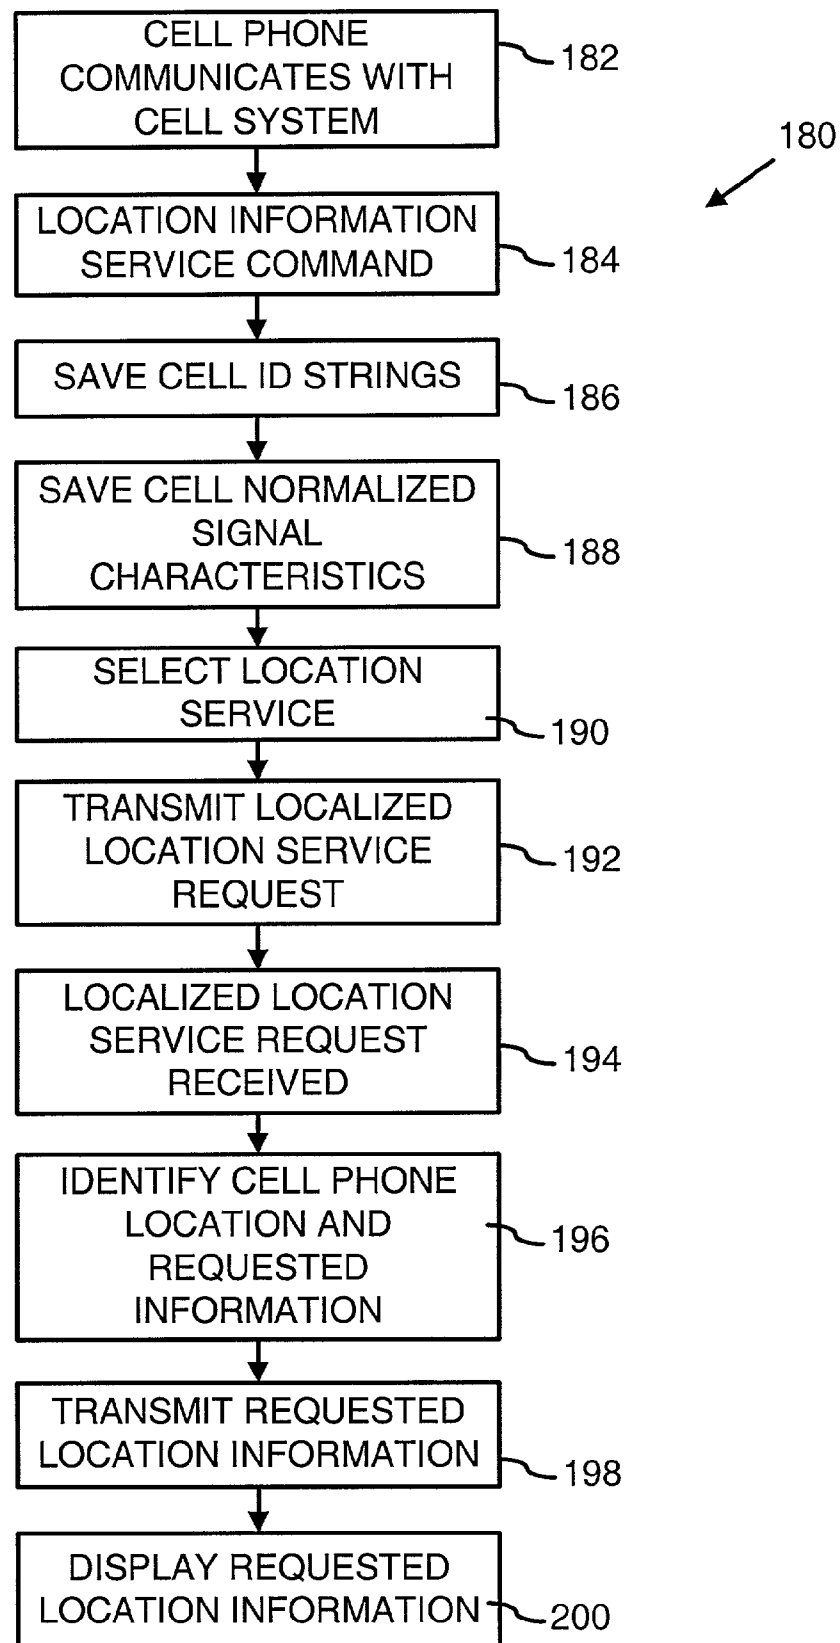 CELL PHONE
COMMUNICATES WITH
CELL SYSTEM
182
180
LOCATION INFORMATION
SERVICE COMMAND
184
SAVE CELL ID STRINGS
186
SAVE CELL NORMALIZED
SIGNAL
CHARACTERISTICS
188
SELECT LOCATION
SERVICE
190
TRANSMIT LOCALIZED
LOCATION SERVICE
REQUEST
192
LOCALIZED LOCATION
SERVICE REQUEST
RECEIVED
194
IDENTIFY CELL PHONE
LOCATION AND
REQUESTED
INFORMATION
196
TRANSMIT REQUESTED
LOCATION INFORMATION
198
DISPLAY REQUESTED
LOCATION INFORMATION
200